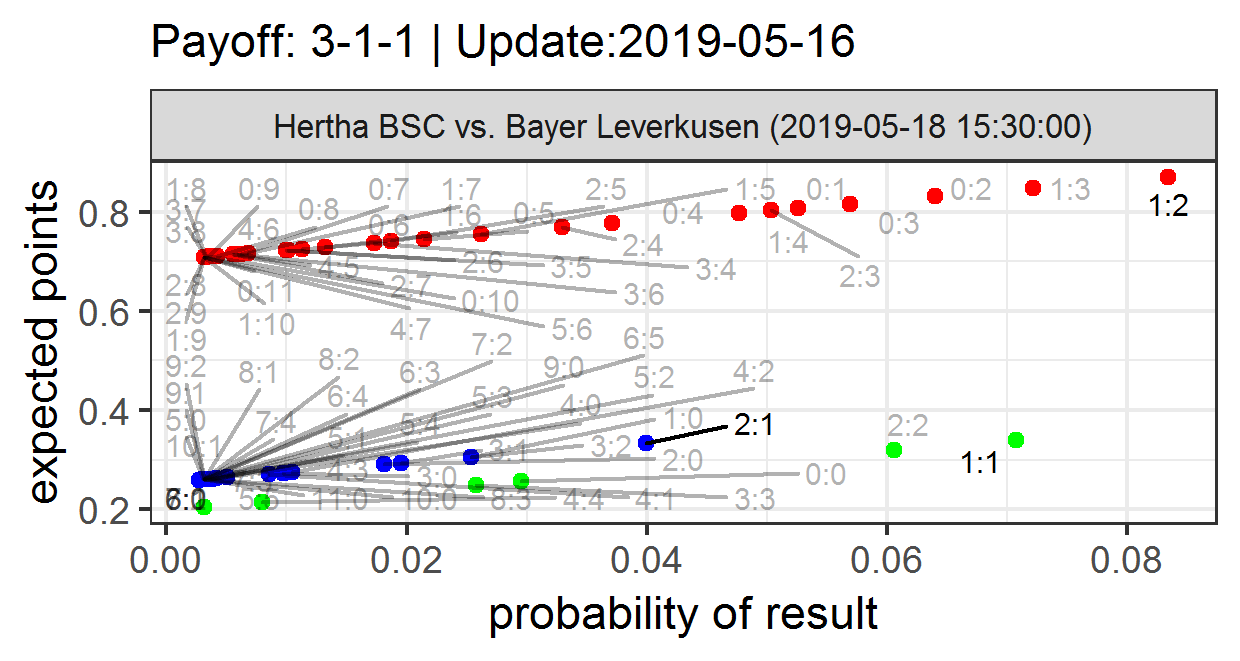 Payoff: 3-1-1 | Update:2019-05-16
Hertha BSC vs. Bayer Leverkusen (2019-05-18 15:30:00)
expected points
0.8
0.6
0.4
0.2
1:8 0:9 0:7 1:7 2:5 1:5 0:1 0:2 1:3
3:7 0:8 1:6 0:5 0:4 0:3 1:2
3:8 4:6 0:6 2:4 1:4
4:5 2:6 3:5 3:4 2:3
2:8 0:11 2:7 0:10 3:6
2:9 1:10 4:7 5:6
1:9 7:2 6:5
9:2 8:1 8:2 6:3 9:0 5:2 4:2
9:1 6:4 5:3 4:0
5:0 7:4 5:4 1:0 2:1 2:2
10:1 5:1 3:1 3:2
4:3 3:0 2:0 0:0 1:1
11:0 10:0 8:3 4:4 4:1 3:3
0.00 0.02 0.04 0.06 0.08
probability of result